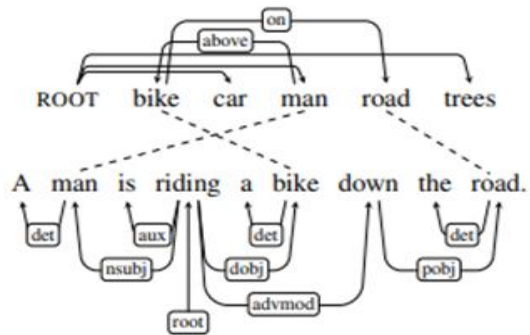 on
above
ROOT bike car man road trees
A man is riding a bike down the road.
det aux det det
nsubj dobj pobj
advmod
root